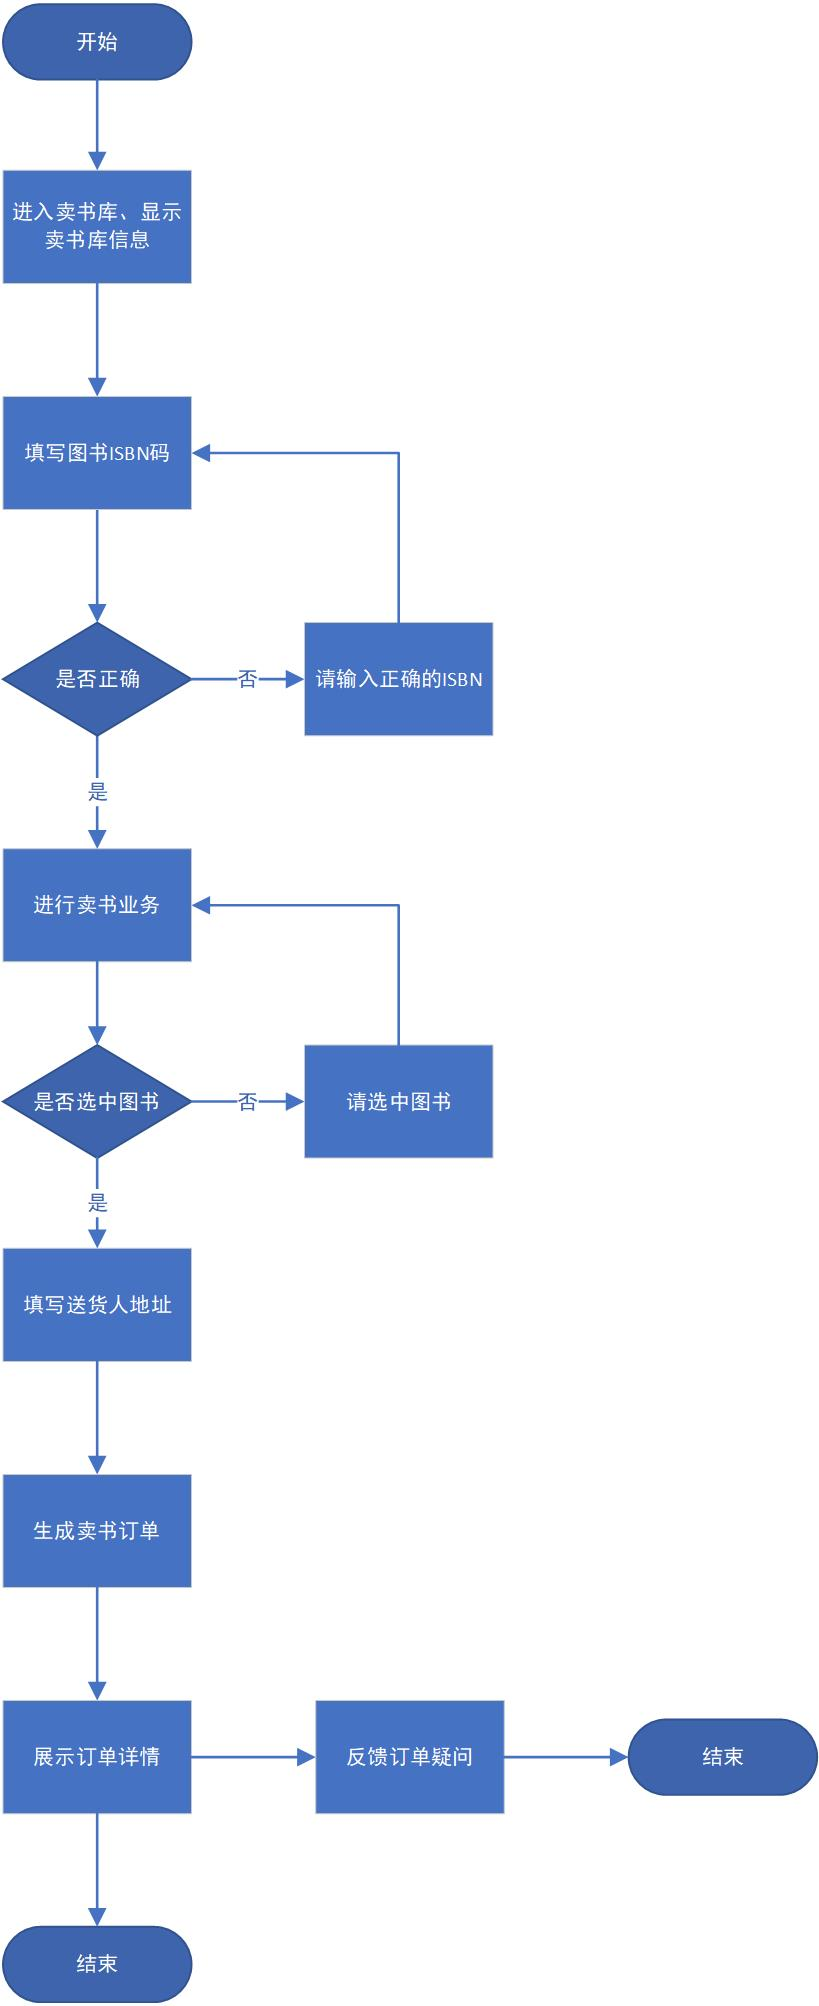 开始
进入卖书库、显示
卖书库信息
填写图书ISBN码
是否正确
否
请输入正确的ISBN
是
进行卖书业务
是否选中图书
否
请选中图书
是
填写送货人地址
生成卖书订单
展示订单详情
反馈订单疑问
结束
结束